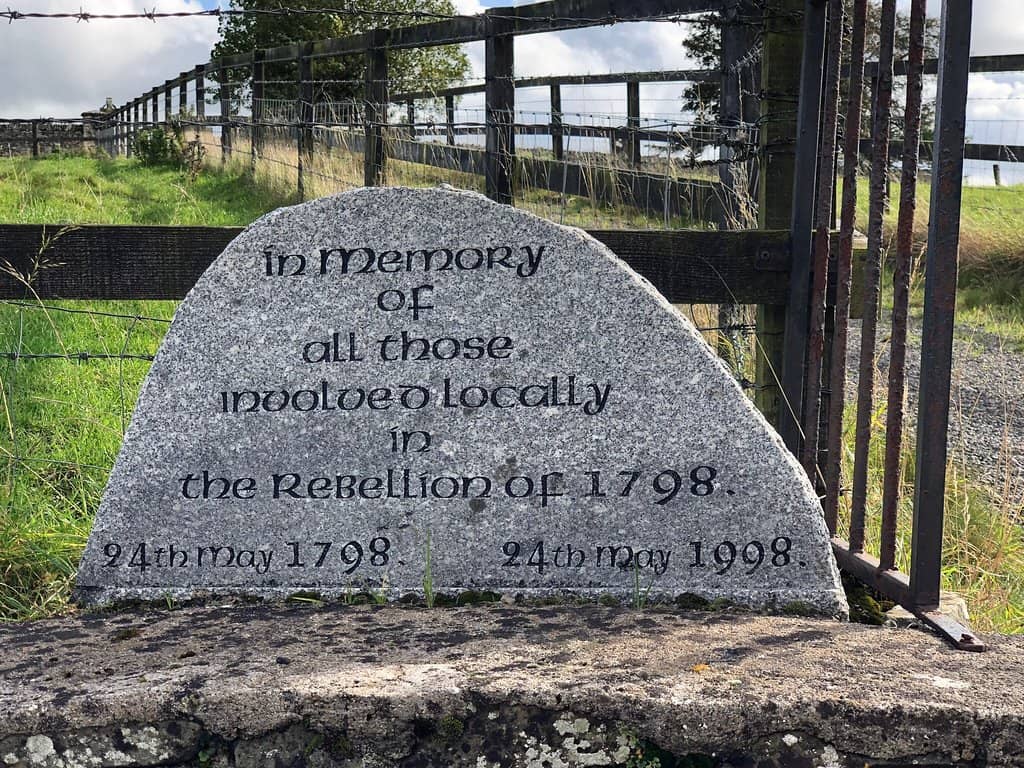 in memory
of
all those
involved locally
in
the Rebellion of 1798.
24th may 1798. 24th may 1998.